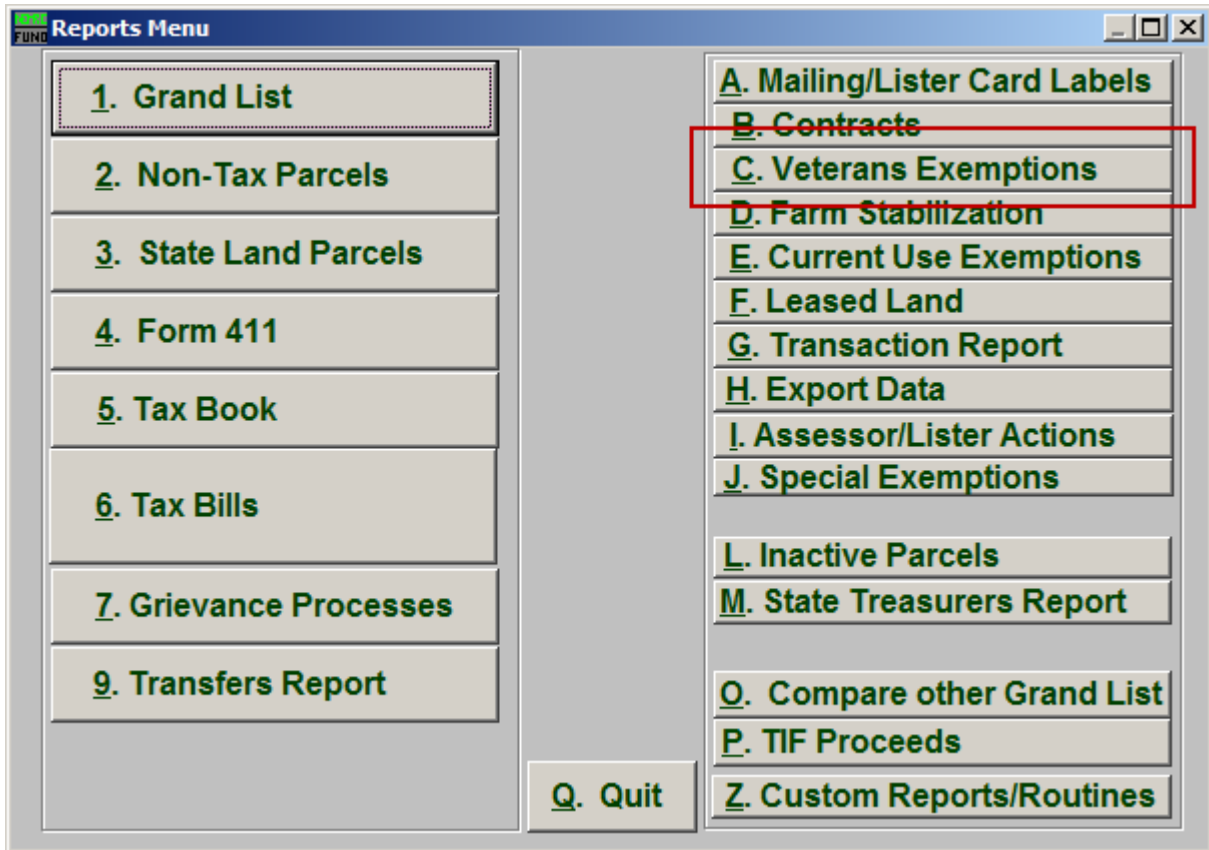 FUND Reports Menu
1. Grand List
2. Non-Tax Parcels
3. State Land Parcels
4. Form 411
5. Tax Book
6. Tax Bills
7. Grievance Processes
9. Transfers Report
Q. Quit
A. Mailing/Lister Card Labels
B. Contracts
C. Veterans Exemptions
D. Farm Stabilization
E. Current Use Exemptions
F. Leased Land
G. Transaction Report
H. Export Data
I. Assessor/Lister Actions
J. Special Exemptions
L. Inactive Parcels
M. State Treasurers Report
O. Compare other Grand List
P. TIF Proceeds
Z. Custom Reports/Routines